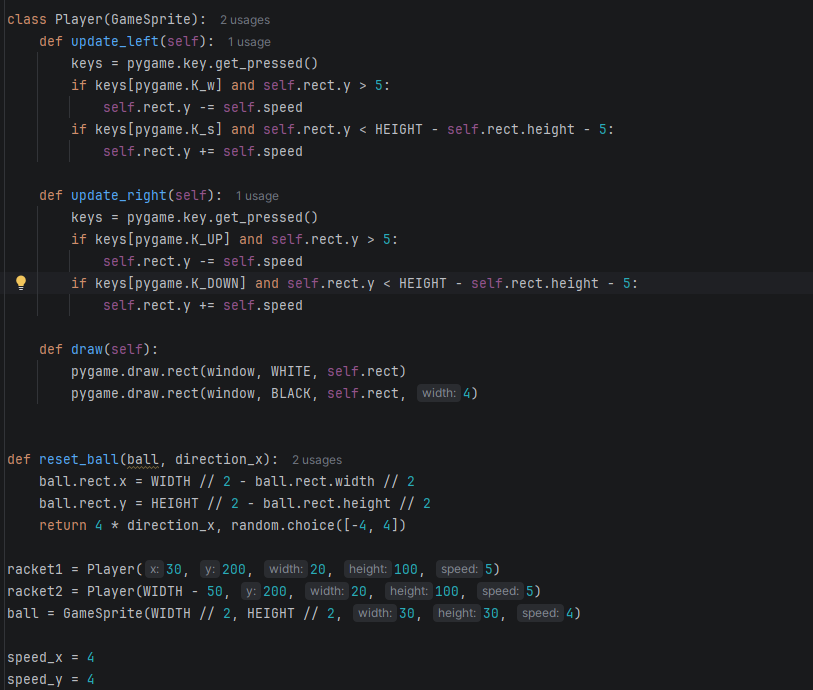 class Player(GameSprite): 2 usages
    def update_left(self): 1 usage
        keys = pygame.key.get_pressed()
        if keys[pygame.K_w] and self.rect.y > 5:
            self.rect.y -= self.speed
        if keys[pygame.K_s] and self.rect.y < HEIGHT - self.rect.height - 5:
            self.rect.y += self.speed

    def update_right(self): 1 usage
        keys = pygame.key.get_pressed()
        if keys[pygame.K_UP] and self.rect.y > 5:
            self.rect.y -= self.speed
        if keys[pygame.K_DOWN] and self.rect.y < HEIGHT - self.rect.height - 5:
            self.rect.y += self.speed

    def draw(self):
        pygame.draw.rect(window, WHITE, self.rect)
        pygame.draw.rect(window, BLACK, self.rect, width: 4)


def reset_ball(ball, direction_x): 2 usages
    ball.rect.x = WIDTH // 2 - ball.rect.width // 2
    ball.rect.y = HEIGHT // 2 - ball.rect.height // 2
    return 4 * direction_x, random.choice([-4, 4])

racket1 = Player( x: 30, y: 200, width: 20, height: 100, speed: 5)
racket2 = Player(WIDTH - 50, y: 200, width: 20, height: 100, speed: 5)
ball = GameSprite(WIDTH // 2, HEIGHT // 2, width: 30, height: 30, speed: 4)

speed_x = 4
speed_y = 4